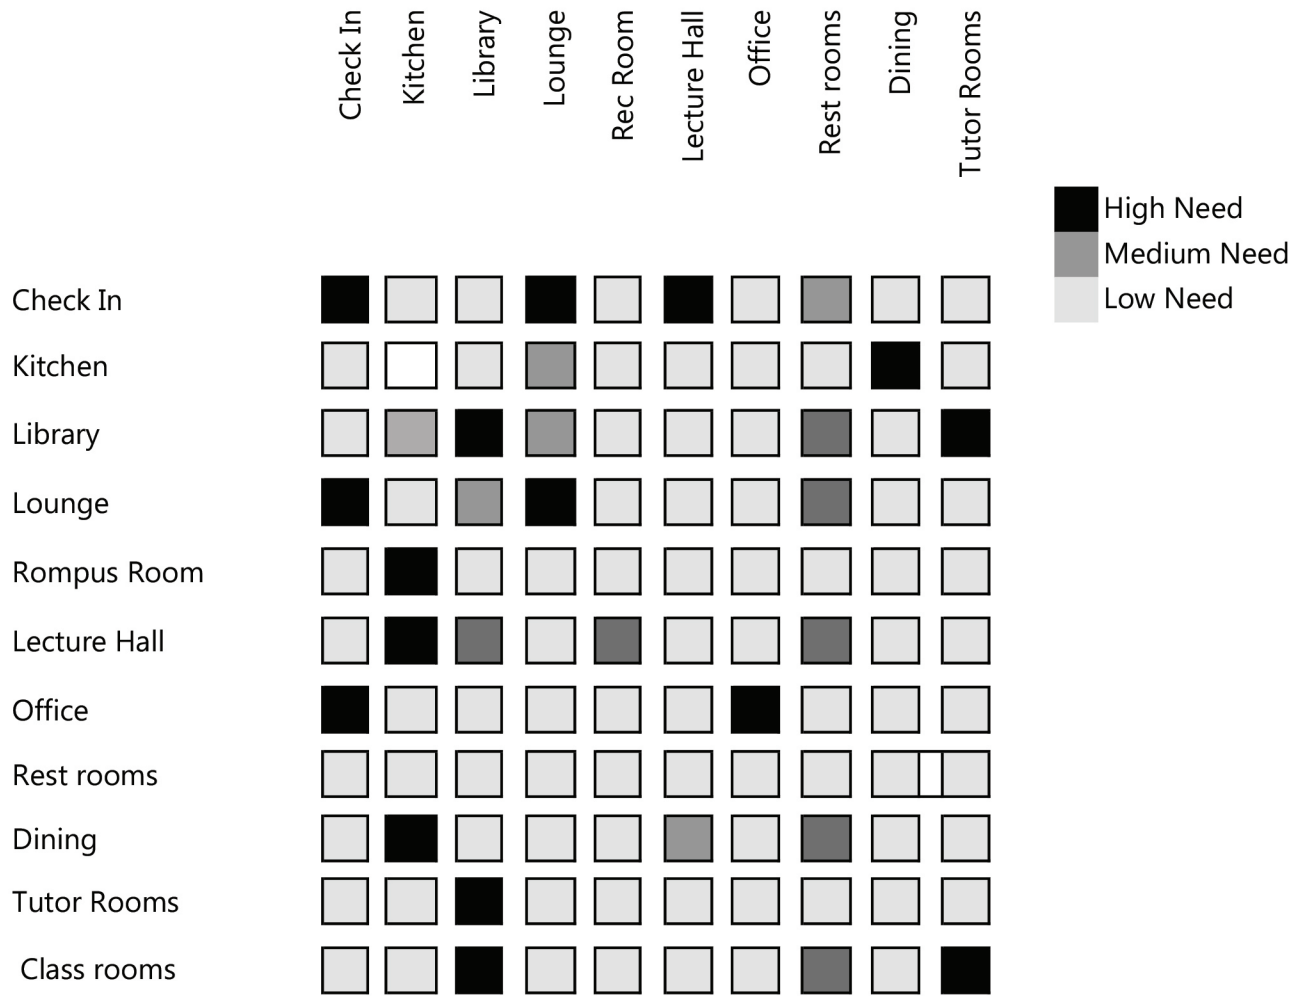 Check In
Kitchen
Library
Lounge
Rec Room
Lecture Hall
Office
Rest rooms
Dining
Tutor Rooms
High Need
Medium Need
Low Need
Check In
Kitchen
Library
Lounge
Rompus Room
Lecture Hall
Office
Rest rooms
Dining
Tutor Rooms
Class rooms